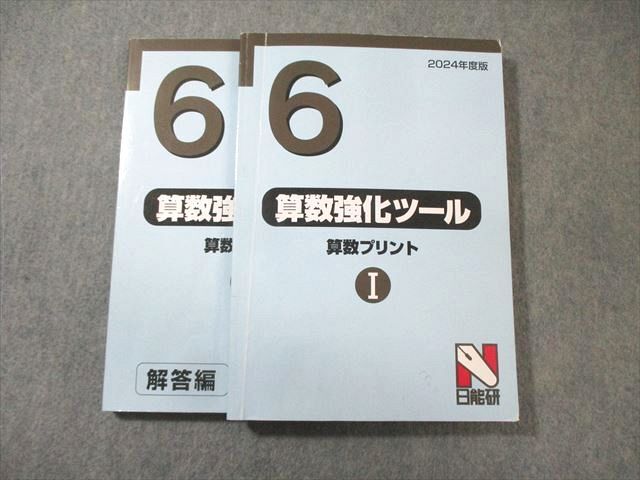 6
算数強
算数
解答編
2024年度版
6
算数強化ツール
算数プリント
I
N
日能研